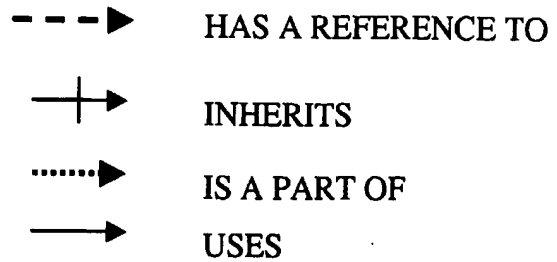 HAS A REFERENCE TO
INHERITS
IS A PART OF
USES